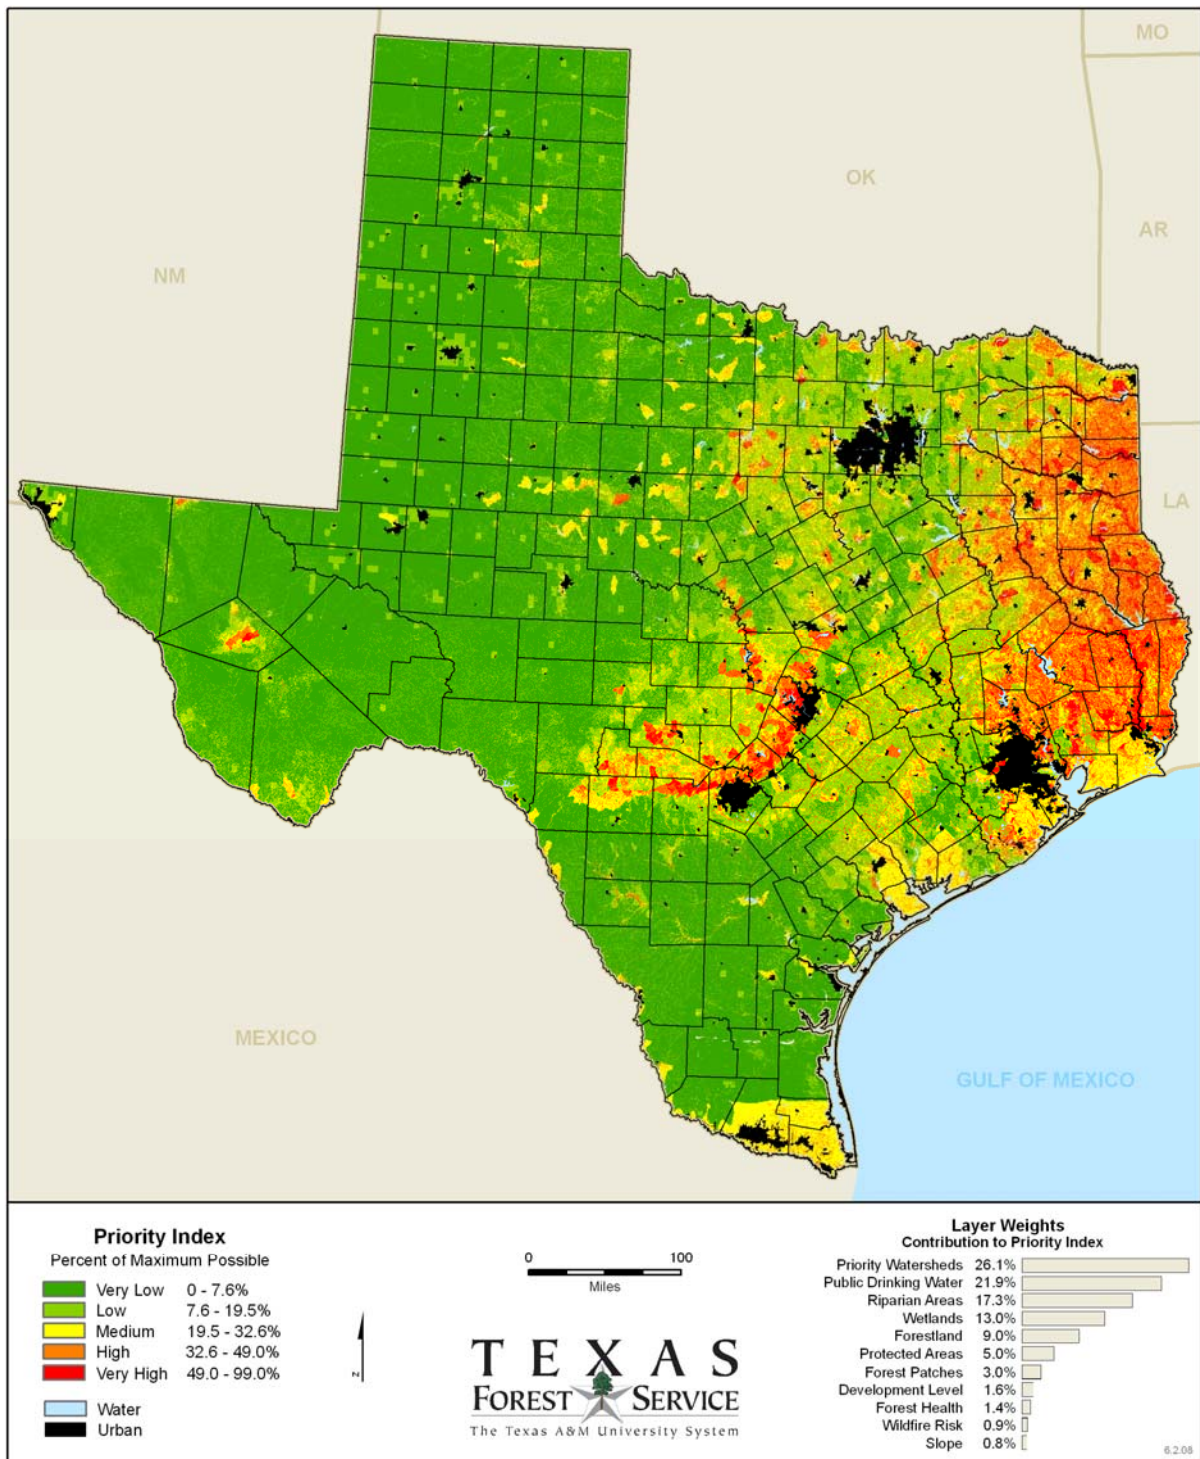 MO
OK
AR
NM
LA
MEXICO
GULF OF MEXICO
Priority Index
Percent of Maximum Possible
Very Low 0 - 7.6%
Low 7.6 - 19.5%
Medium 19.5 - 32.6%
High 32.6 - 49.0%
Very High 49.0 - 99.0%
Water
Urban
0 100
Miles
N
TEXAS
FOREST SERVICE
The Texas A&M University System
Layer Weights
Contribution to Priority Index
Priority Watersheds 26.1%
Public Drinking Water 21.9%
Riparian Areas 17.3%
Wetlands 13.0%
Forestland 9.0%
Protected Areas 5.0%
Forest Patches 3.0%
Development Level 1.6%
Forest Health 1.4%
Wildfire Risk 0.9%
Slope 0.8%
6.2.08